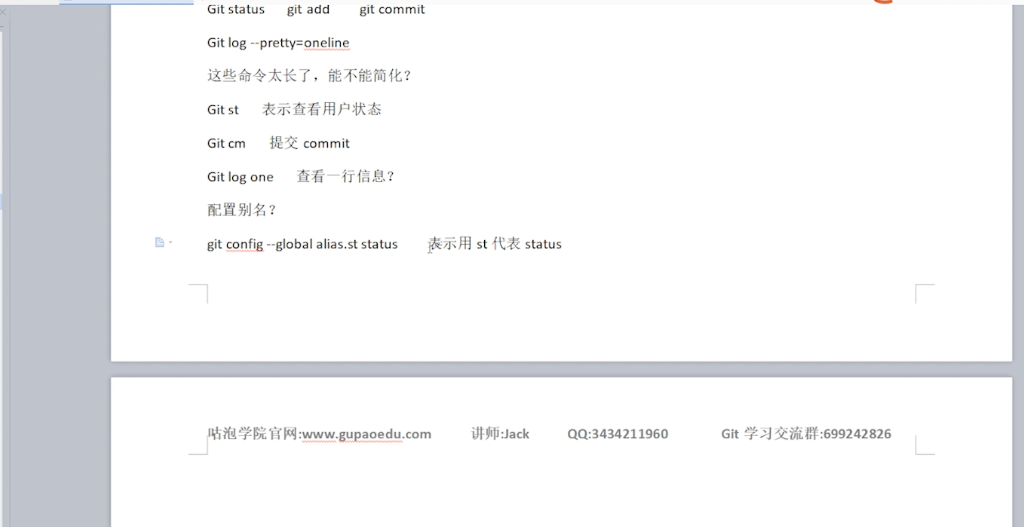 Git status git add git commit
Git log --pretty=oneline
这些命令太长了，能不能简化？
Git st 表示查看用户状态
Git cm 提交 commit
Git log one 查看一行信息？
配置别名？
git config --global alias.st status 表示用 st 代表 status
咕泡学院官网:www.gupaoedu.com 讲师:Jack QQ:3434211960 Git 学习交流群:699242826